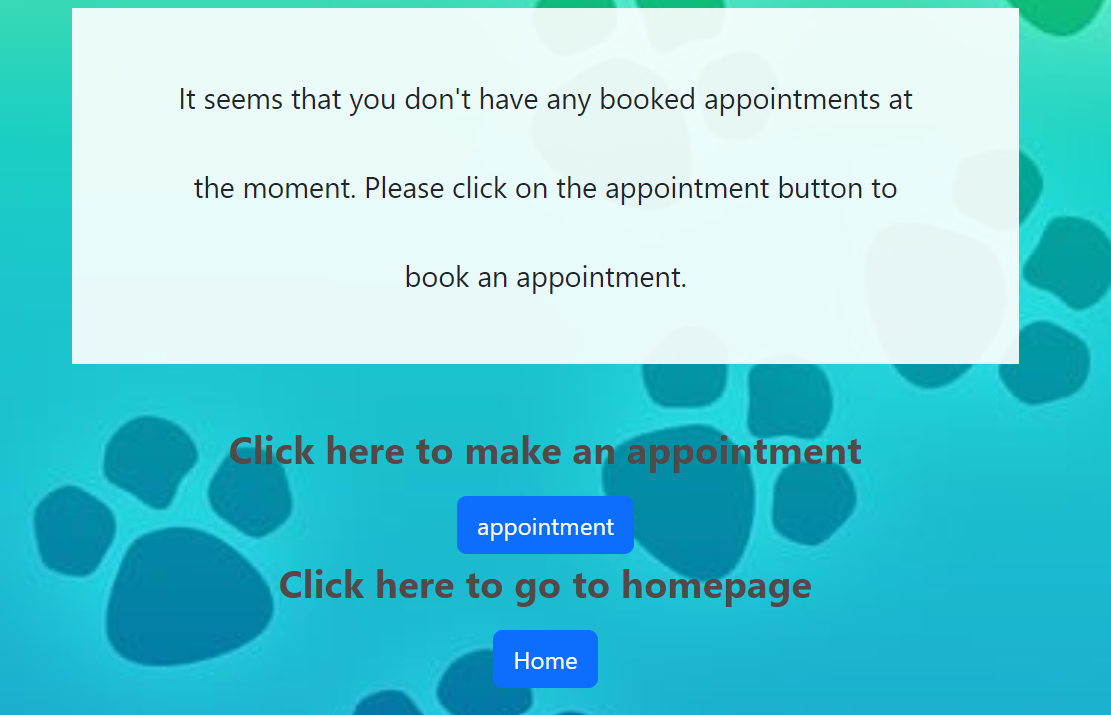 It seems that you don't have any booked appointments at
the moment. Please click on the appointment button to
book an appointment.
Click here to make an appointment
appointment
Click here to go to homepage
Home